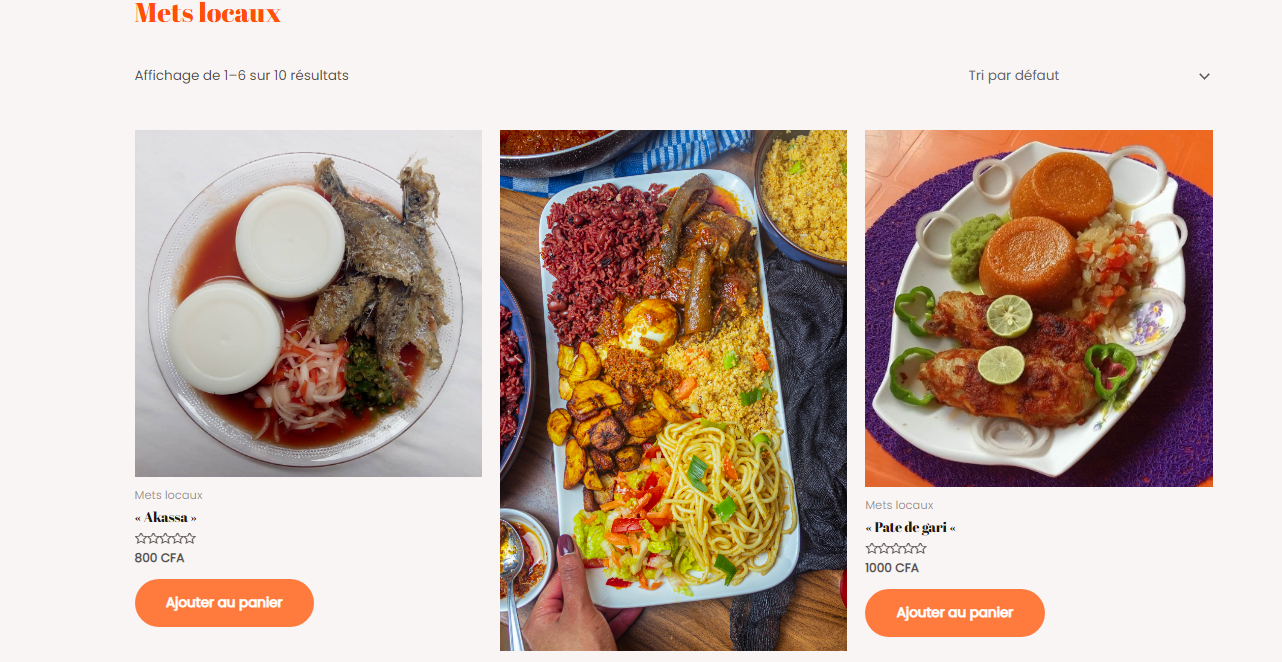 Mets locaux
Affichage de 1–6 sur 10 résultats
Tri par défaut
Mets locaux
« Akassa »
800 CFA
Ajouter au panier
Mets locaux
« Pate de gari «
1000 CFA
Ajouter au panier